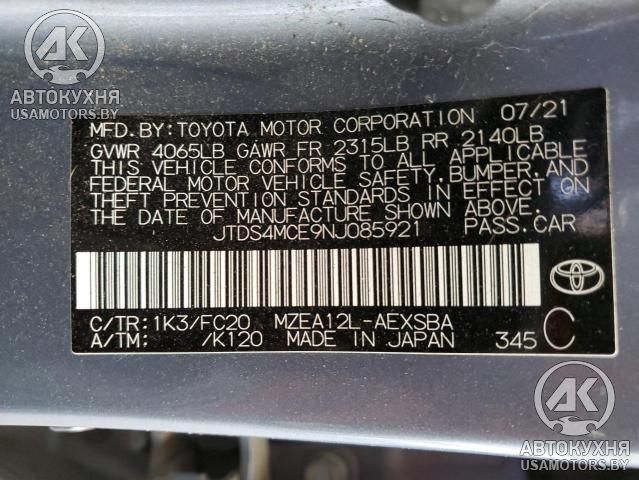 АК
АВТОКУХНЯ
USAMOTORS.BY
MFD.BY:TOYOTA MOTOR CORPORATION 07/21
GVWR 4065LB GAWR FR 2315LB RR 2140LB
THIS VEHICLE CONFORMS TO ALL APPLICABLE
FEDERAL MOTOR VEHICLE SAFETY,BUMPER,AND
THEFT PREVENTION STANDARDS IN EFFECT ON
THE DATE OF MANUFACTURE SHOWN ABOVE.
JTDS4MCE9NJ085921 PASS.CAR
C/TR:1K3/FC20 MZEA12L-AEXSBA
A/TM: /K120 MADE IN JAPAN 345 C
АК
АВТОКУХНЯ
USAMOTORS.BY